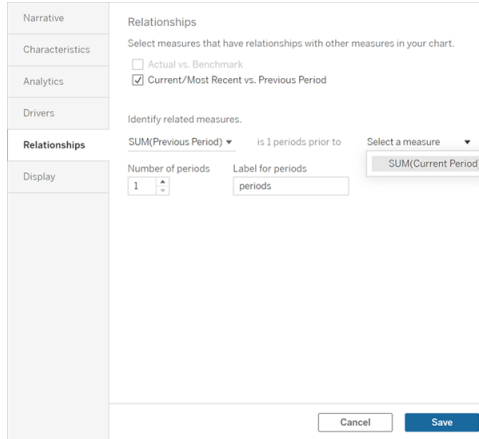 Narrative
Characteristics
Analytics
Drivers
Relationships
Display
Relationships
Select measures that have relationships with other measures in your chart.
Actual vs. Benchmark
Current/Most Recent vs. Previous Period
Identify related measures.
SUM(Previous Period) is 1 periods prior to Select a measure
SUM(Current Period)
Number of periods Label for periods
1 periods
Cancel Save